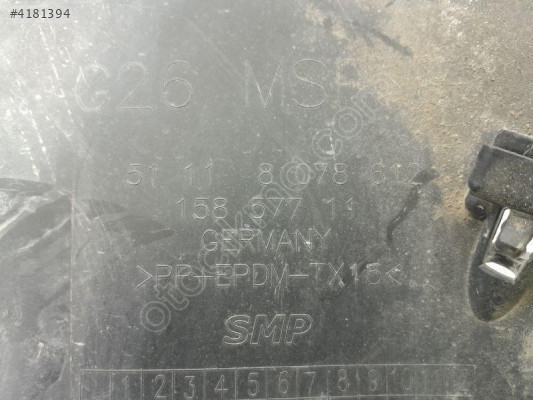 #4181394
G26 MSP
51 11 8 078 612
158 577 11
GERMANY
>PP-EPDM-TX15<
SMP
1 2 3 4 5 6 7 8 9 10